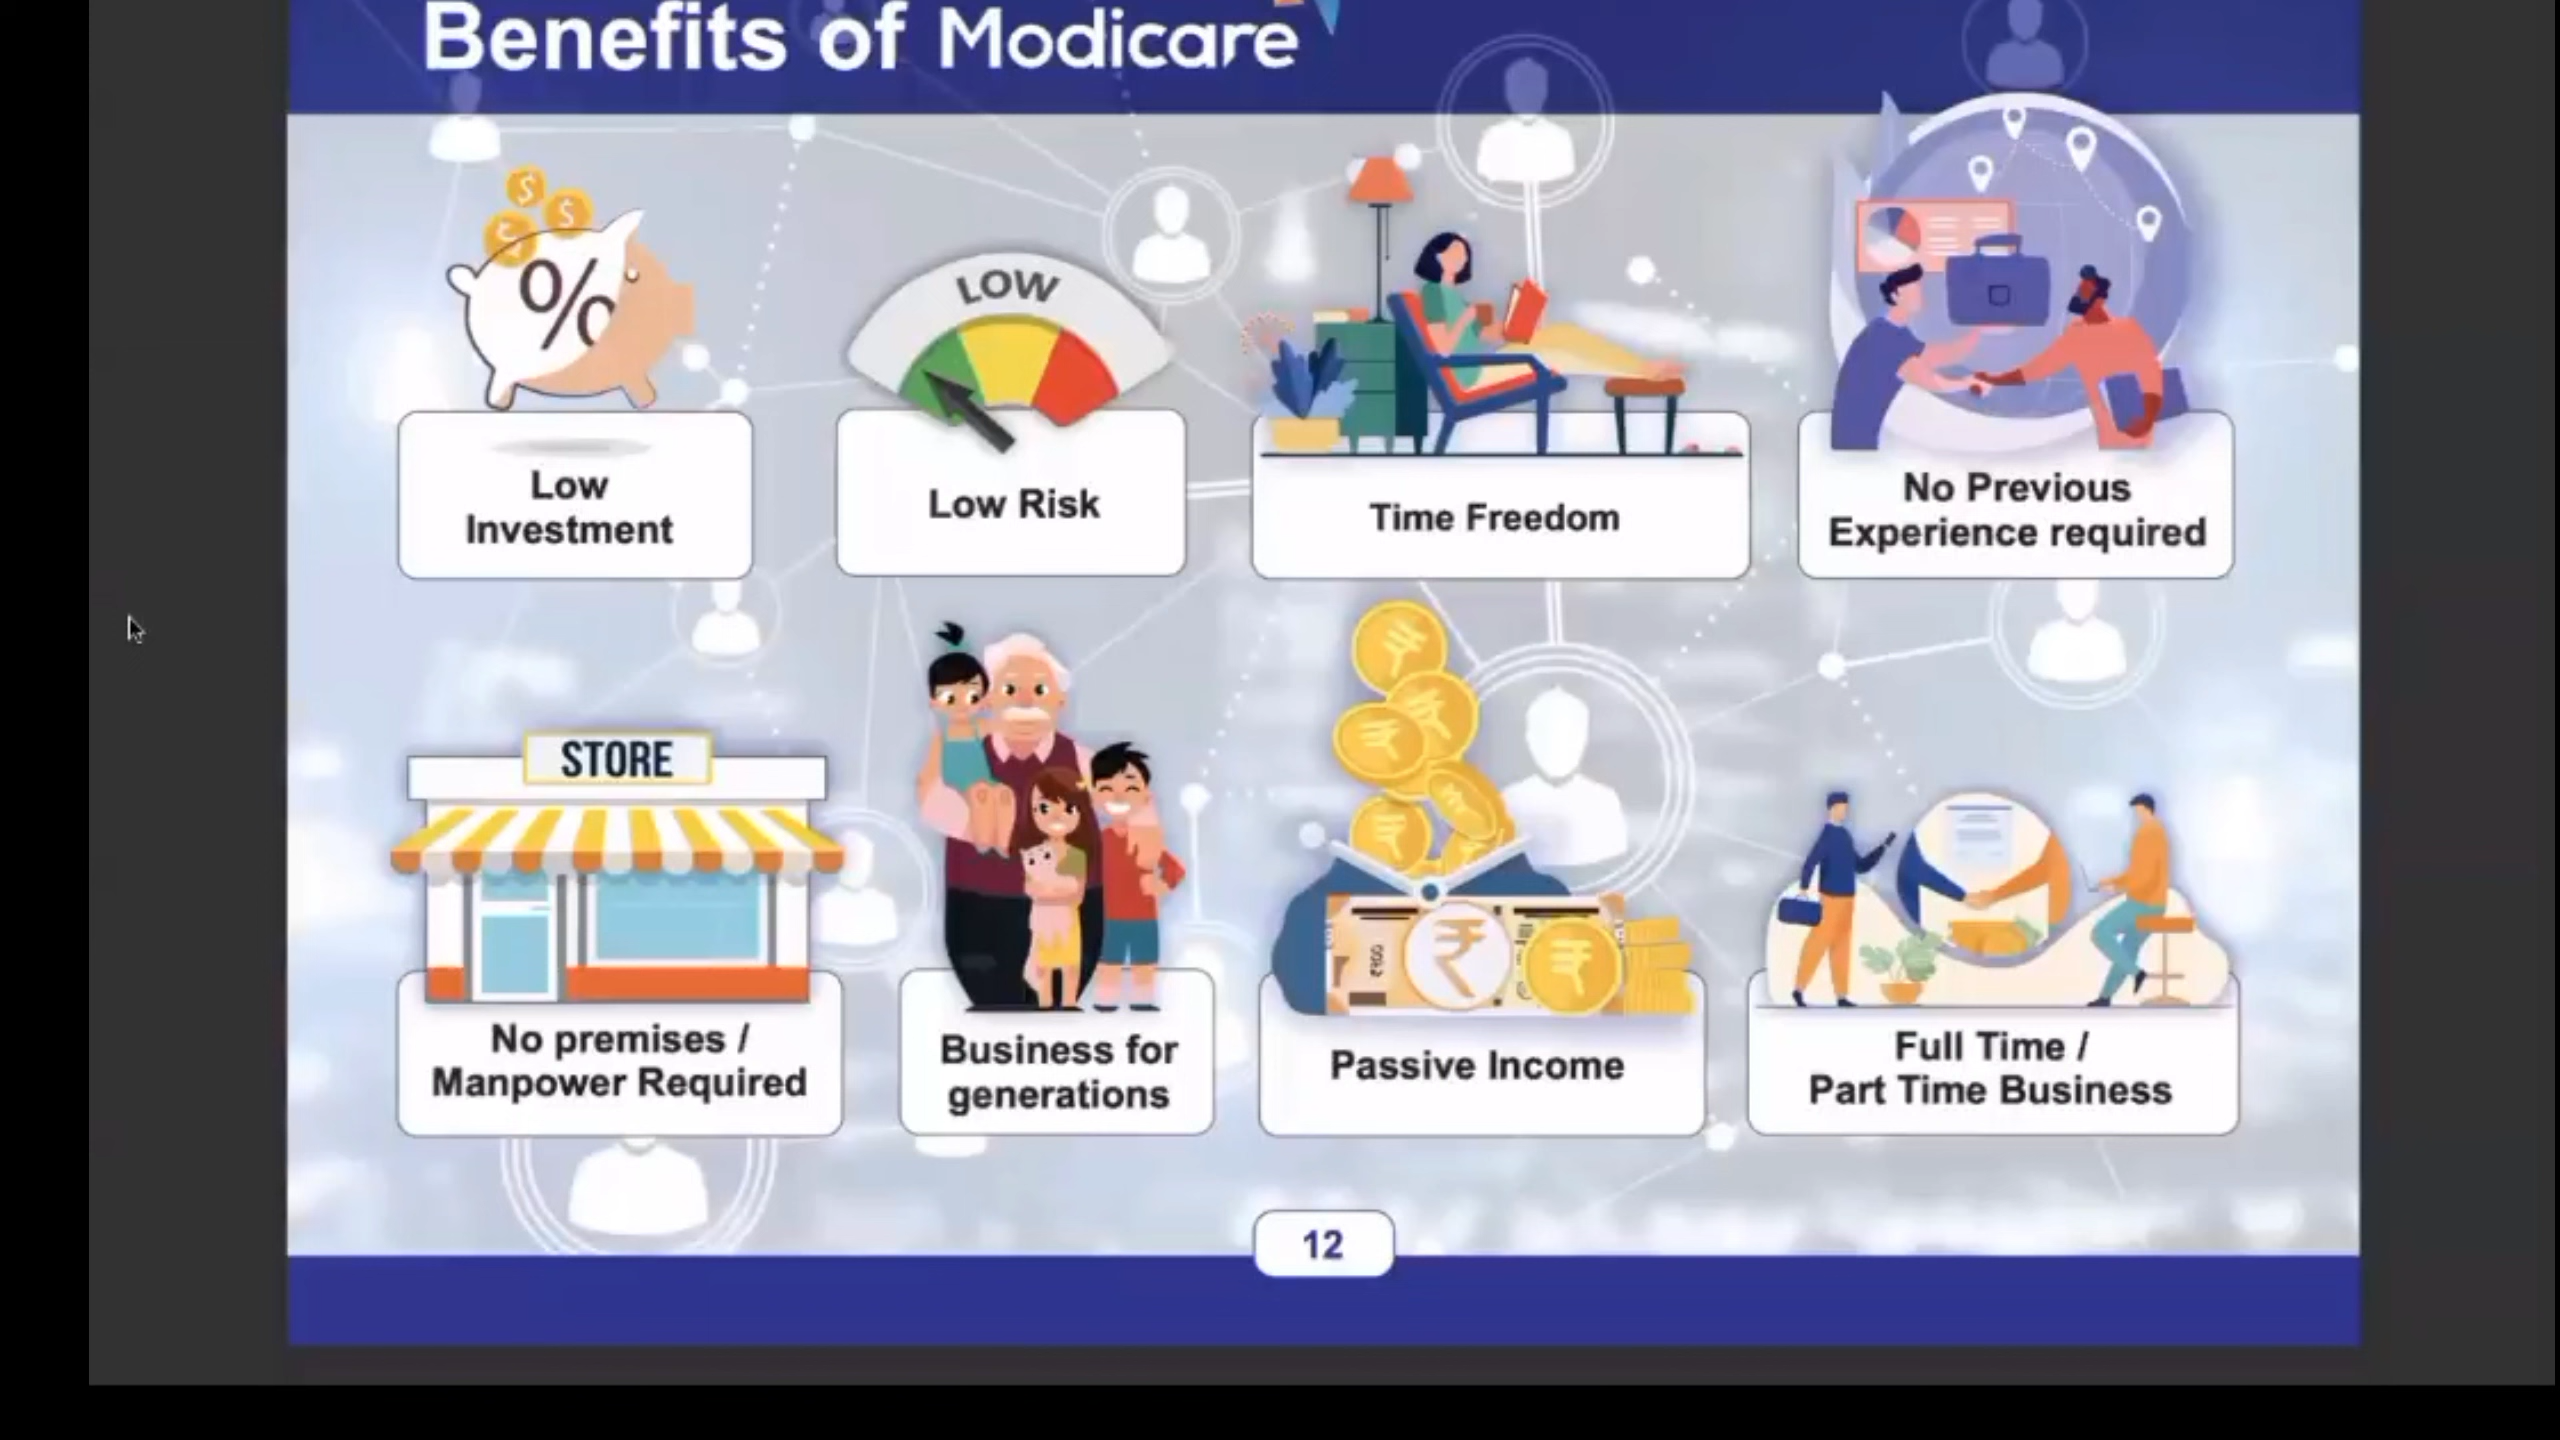 Benefits of Modicare
LOW
Low
Investment
Low Risk
Time Freedom
No Previous
Experience required
STORE
No premises /
Manpower Required
Business for
generations
Passive Income
Full Time /
Part Time Business
12